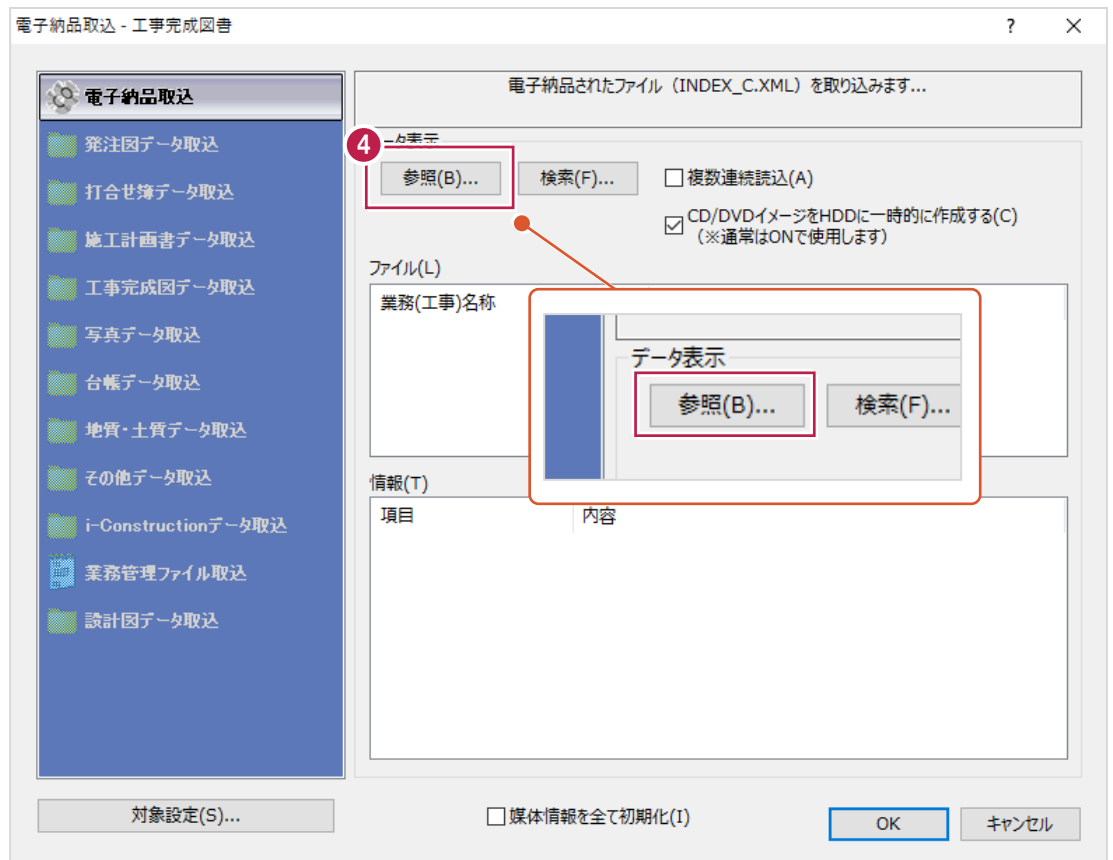 電子納品取込 - 工事完成図書
?
電子納品取込
発注図データ取込
打合せ簿データ取込
施工計画書データ取込
工事完成図データ取込
写真データ取込
台帳データ取込
地質・土質データ取込
その他データ取込
i-Constructionデータ取込
業務管理ファイル取込
設計図データ取込
対象設定(S)...
電子納品されたファイル（INDEX_C.XML）を取り込みます...
データ表示
4
参照(B)...
検索(F)...
複数連続読込(A)
CD/DVDイメージをHDDに一時的に作成する(C)
（※通常はONで使用します）
ファイル(L)
業務(工事)名称
データ表示
参照(B)...
検索(F)...
情報(T)
項目
内容
媒体情報を全て初期化(I)
OK
キャンセル